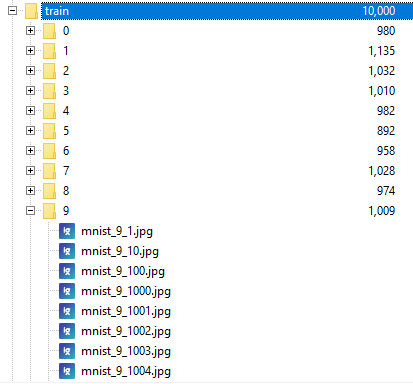 train 10,000
0 980
1 1,135
2 1,032
3 1,010
4 982
5 892
6 958
7 1,028
8 974
9 1,009
mnist_9_1.jpg
mnist_9_10.jpg
mnist_9_100.jpg
mnist_9_1000.jpg
mnist_9_1001.jpg
mnist_9_1002.jpg
mnist_9_1003.jpg
mnist_9_1004.jpg